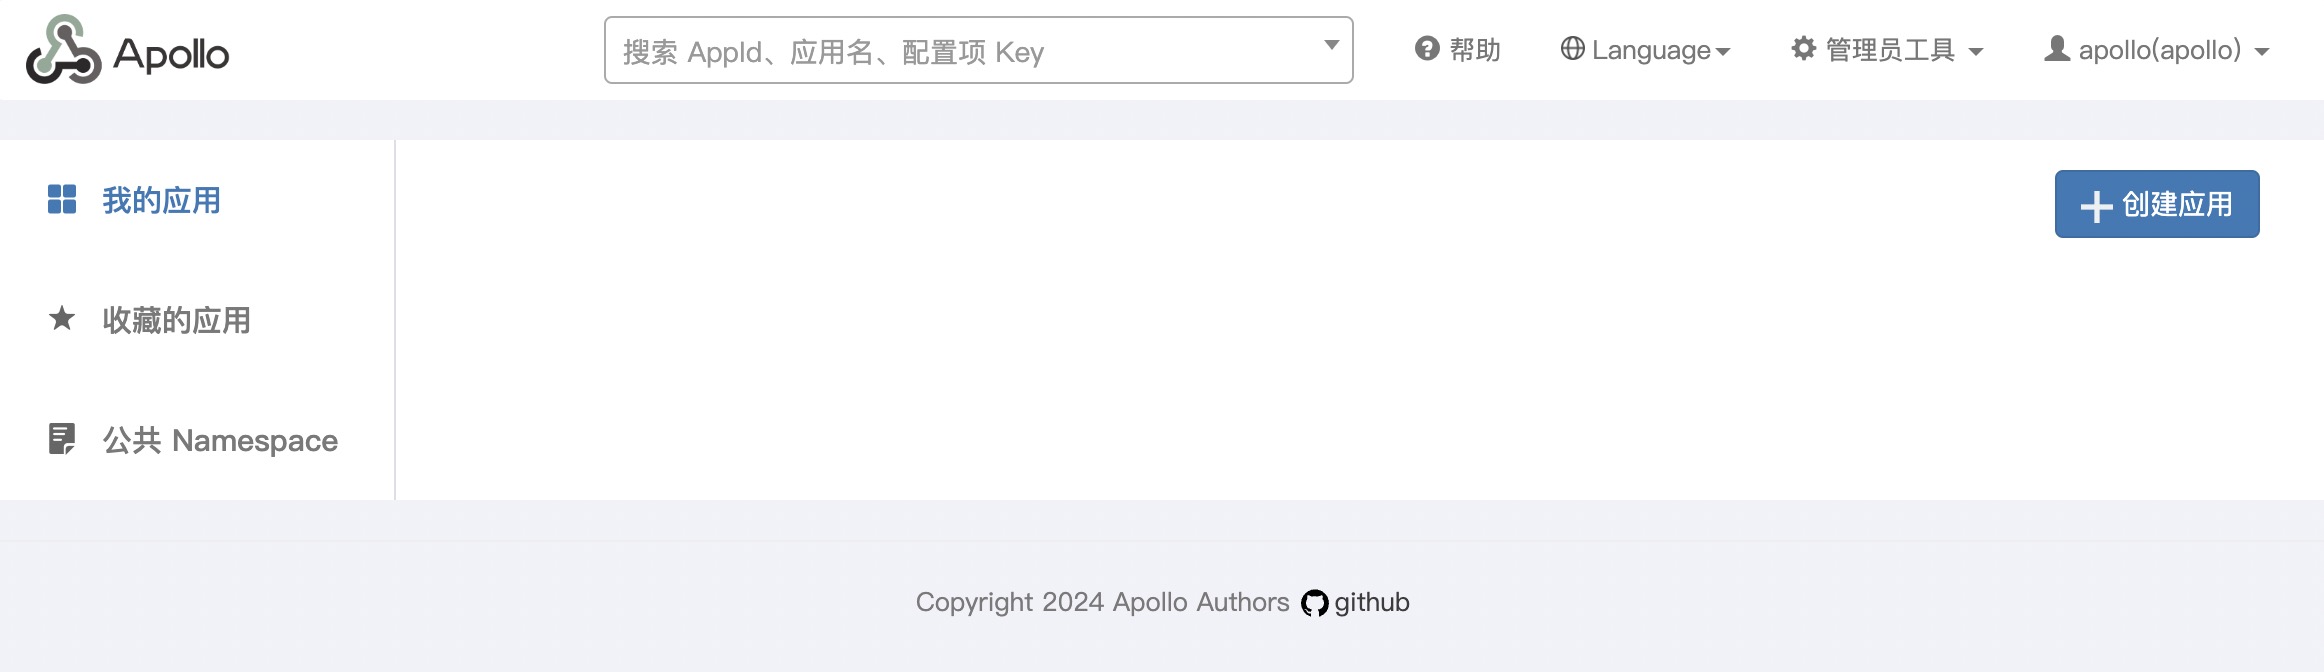 Apollo
搜索 AppId、应用名、配置项 Key
帮助
Language
管理员工具
apollo(apollo)
我的应用
创建应用
收藏的应用
公共 Namespace
Copyright 2024 Apollo Authors github